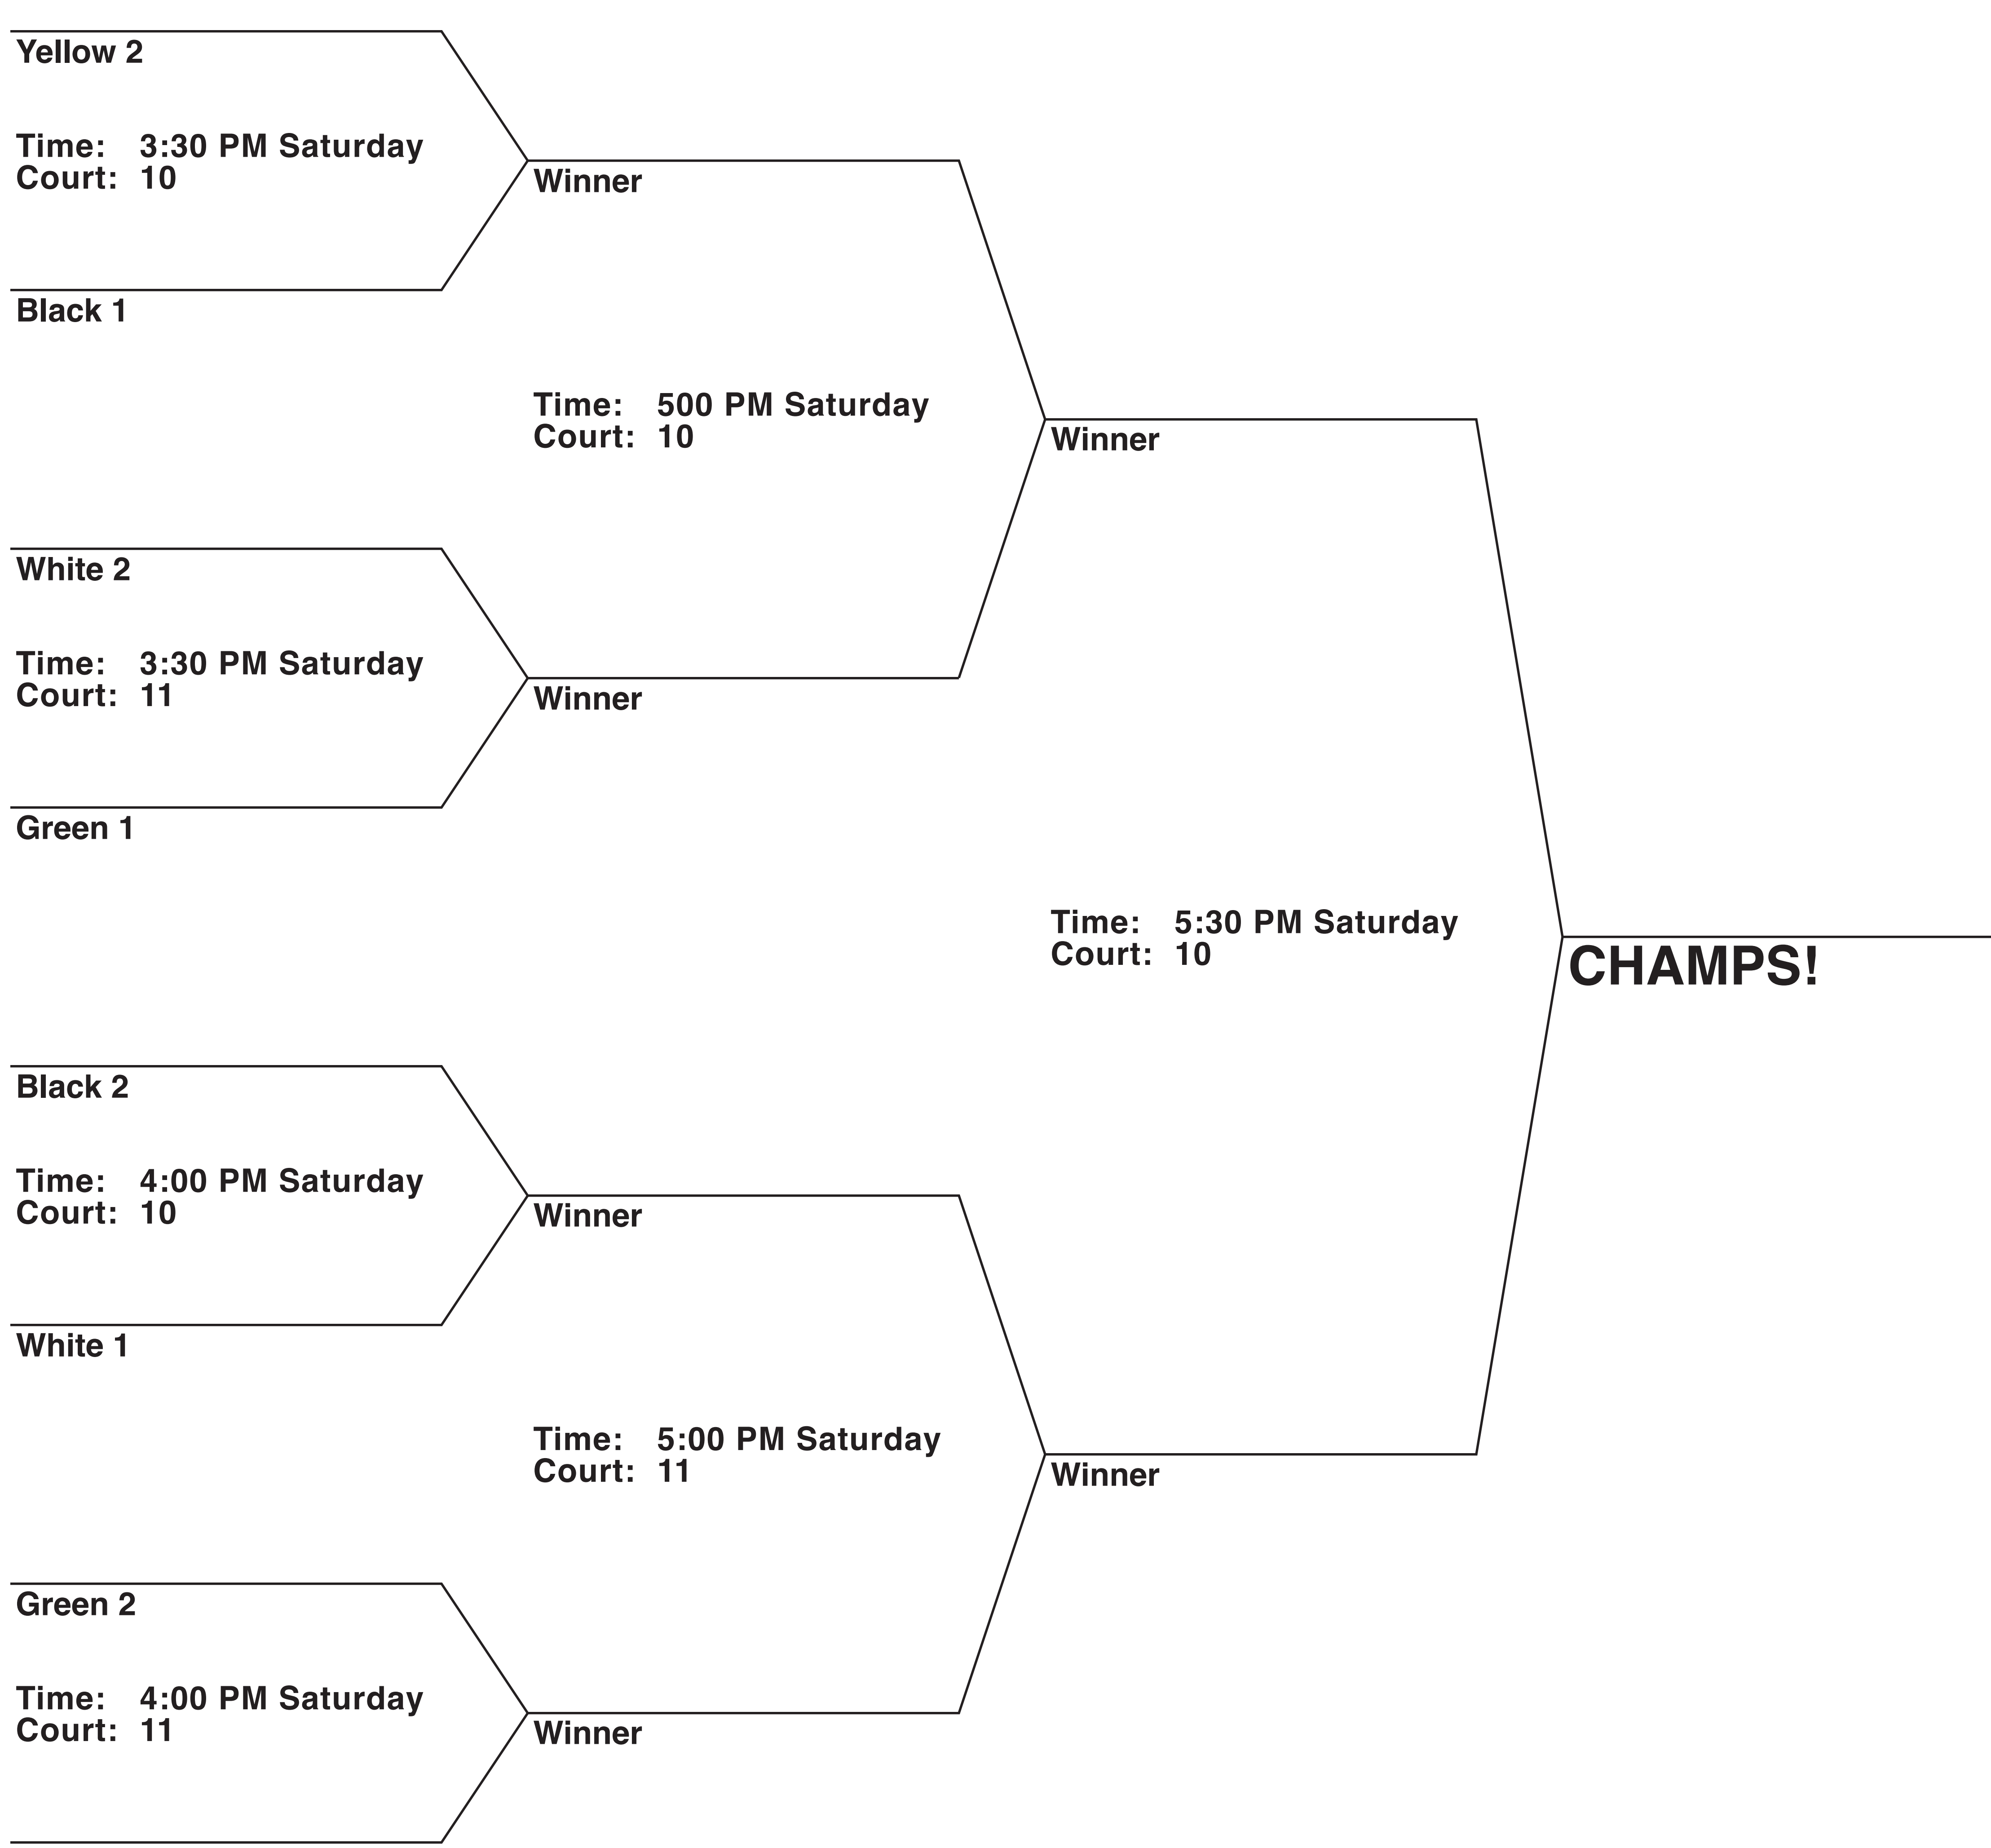 Yellow 2
Time: 3:30 PM Saturday
Court: 10
Winner
Black 1
Time: 500 PM Saturday
Court: 10
Winner
White 2
Time: 3:30 PM Saturday
Court: 11
Winner
Green 1
Time: 5:30 PM Saturday
Court: 10
CHAMPS!
Black 2
Time: 4:00 PM Saturday
Court: 10
Winner
White 1
Time: 5:00 PM Saturday
Court: 11
Winner
Green 2
Time: 4:00 PM Saturday
Court: 11
Winner